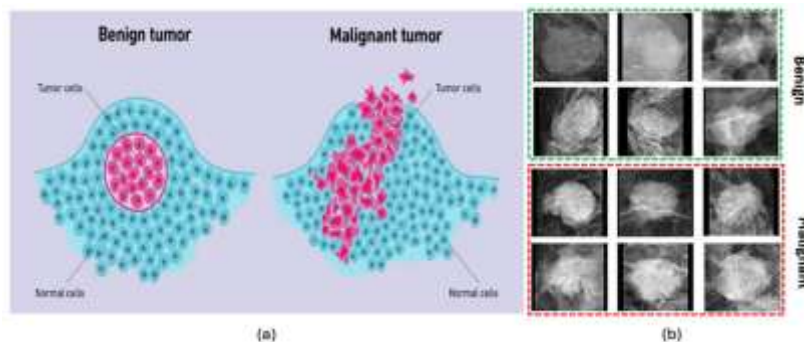 Benign tumor
Malignant tumor
Tumor cells
Tumor cells
Normal cells
Normal cells
(a)
Benign
Malignant
(b)